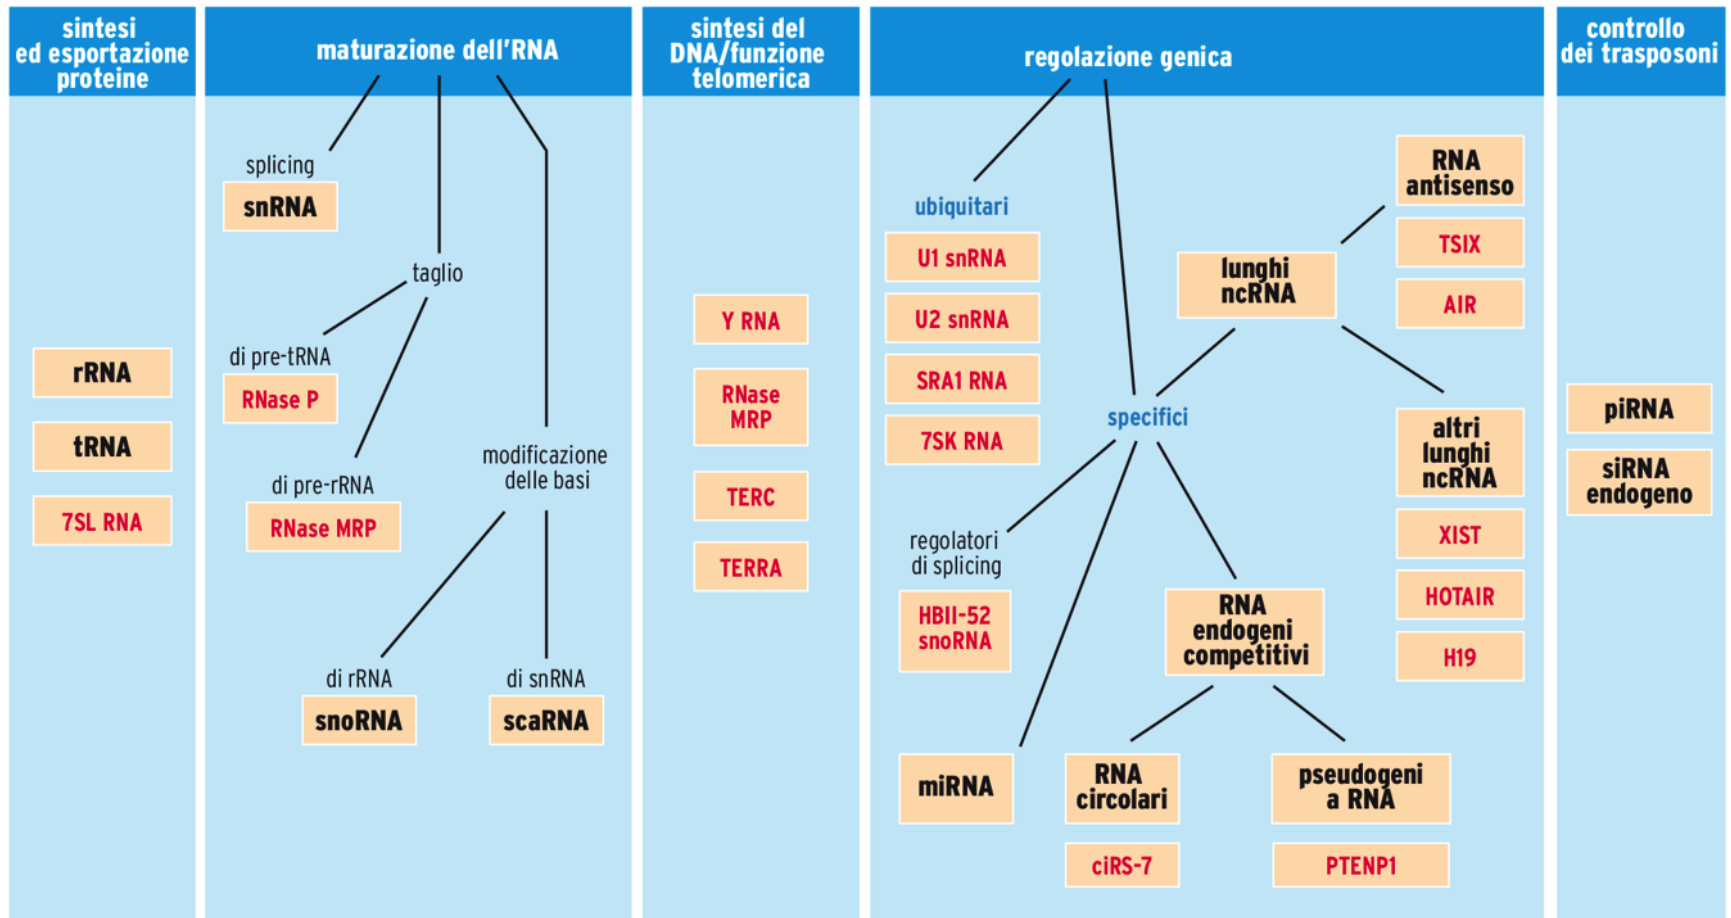 sintesi
ed esportazione
proteine
rRNA
tRNA
7SL RNA
maturazione dell'RNA
splicing
snRNA
taglio
di pre-tRNA
RNase P
di pre-rRNA
RNase MRP
modificazione
delle basi
di rRNA
snoRNA
di snRNA
scaRNA
sintesi del
DNA/funzione
telomerica
Y RNA
RNase
MRP
TERC
TERRA
regolazione genica
ubiquitari
U1 snRNA
U2 snRNA
SRA1 RNA
7SK RNA
specifici
regolatori
di splicing
HBII-52
snoRNA
miRNA
RNA
endogeni
competitivi
RNA
circolari
ciRS-7
pseudogeni
a RNA
PTENP1
lunghi
ncRNA
RNA
antisenso
TSIX
AIR
altri
lunghi
ncRNA
XIST
HOTAIR
H19
controllo
dei trasposoni
piRNA
siRNA
endogeno